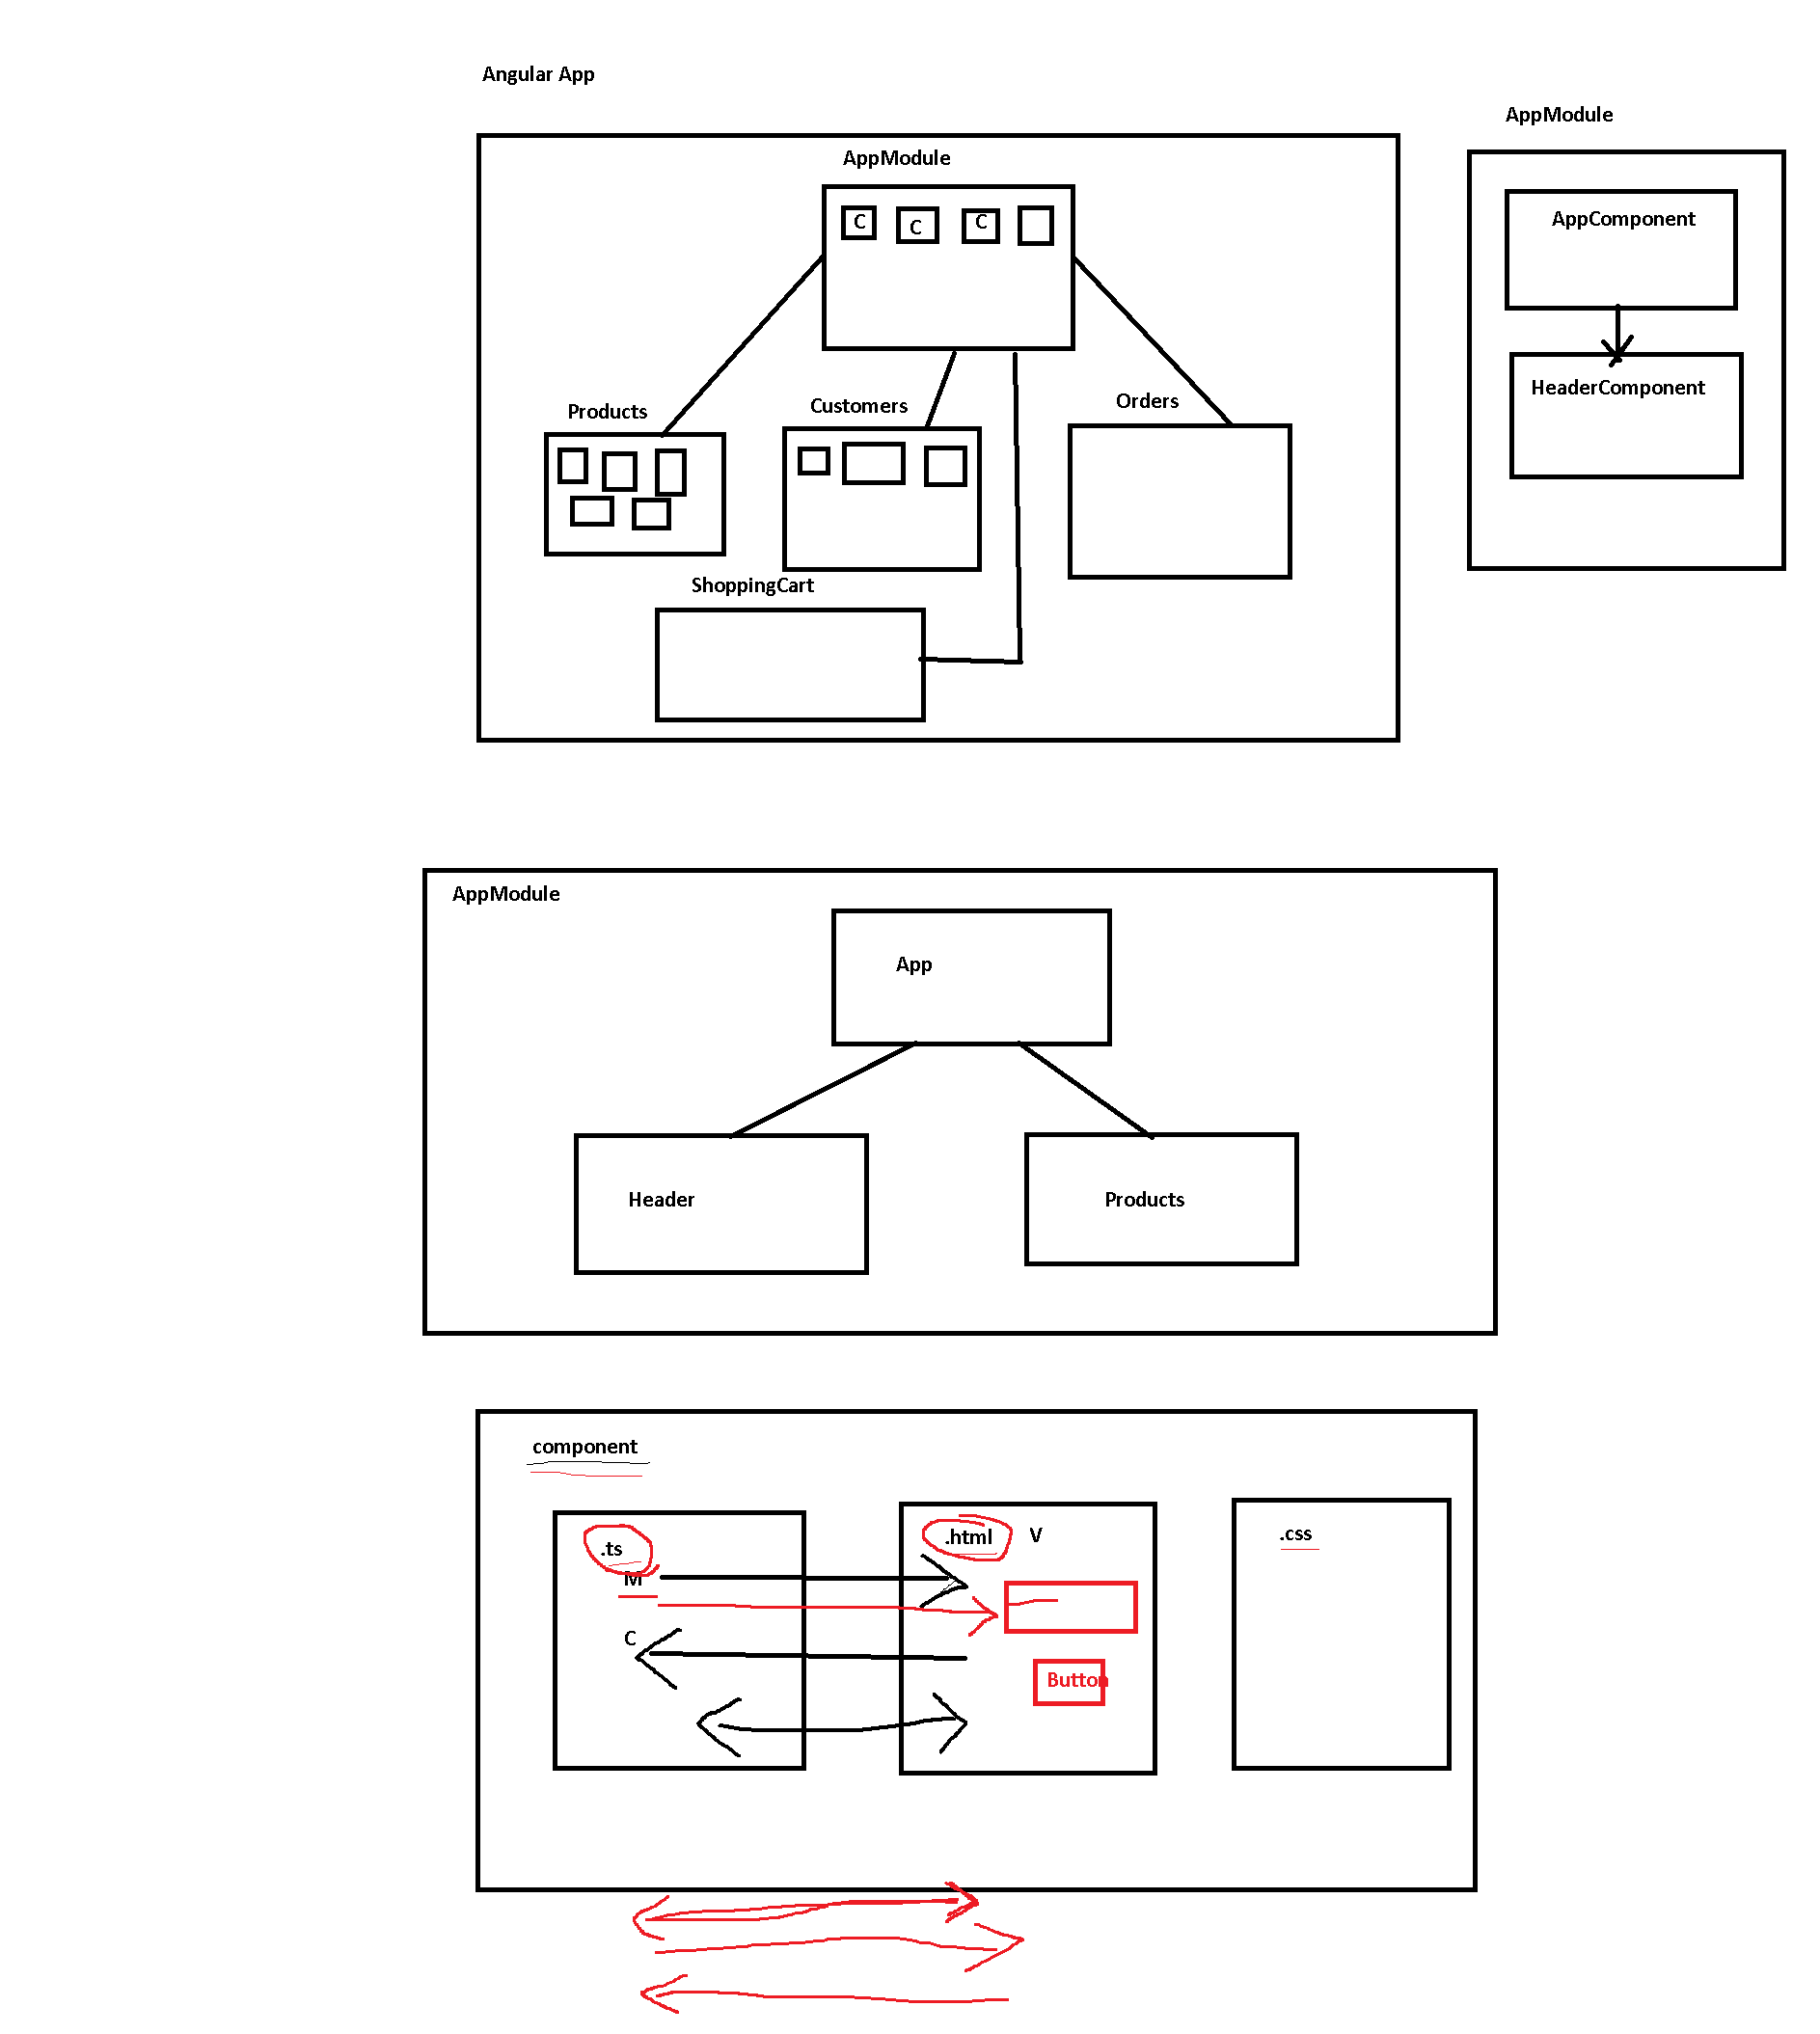 Angular App
AppModule
AppModule
C
C
C
AppComponent
HeaderComponent
Products
Customers
Orders
ShoppingCart
AppModule
App
Header
Products
component
.ts
M
C
.html
V
Button
.css